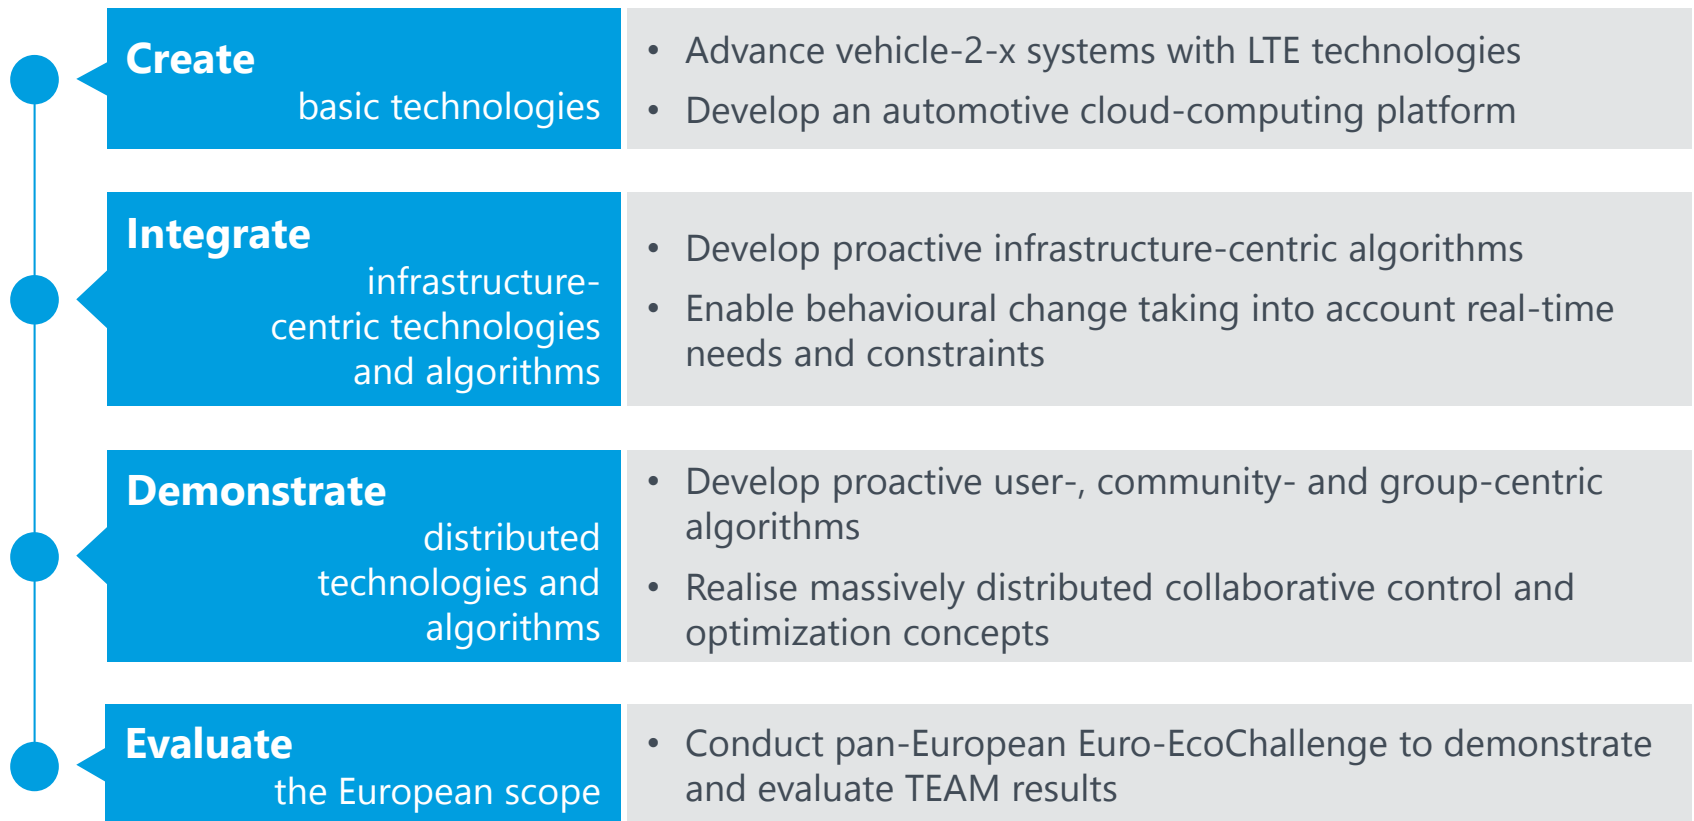 Create
basic technologies
• Advance vehicle-2-x systems with LTE technologies
• Develop an automotive cloud-computing platform
Integrate
infrastructure-
centric technologies
and algorithms
• Develop proactive infrastructure-centric algorithms
• Enable behavioural change taking into account real-time
needs and constraints
Demonstrate
distributed
technologies and
algorithms
• Develop proactive user-, community- and group-centric
algorithms
• Realise massively distributed collaborative control and
optimization concepts
Evaluate
the European scope
• Conduct pan-European Euro-EcoChallenge to demonstrate
and evaluate TEAM results